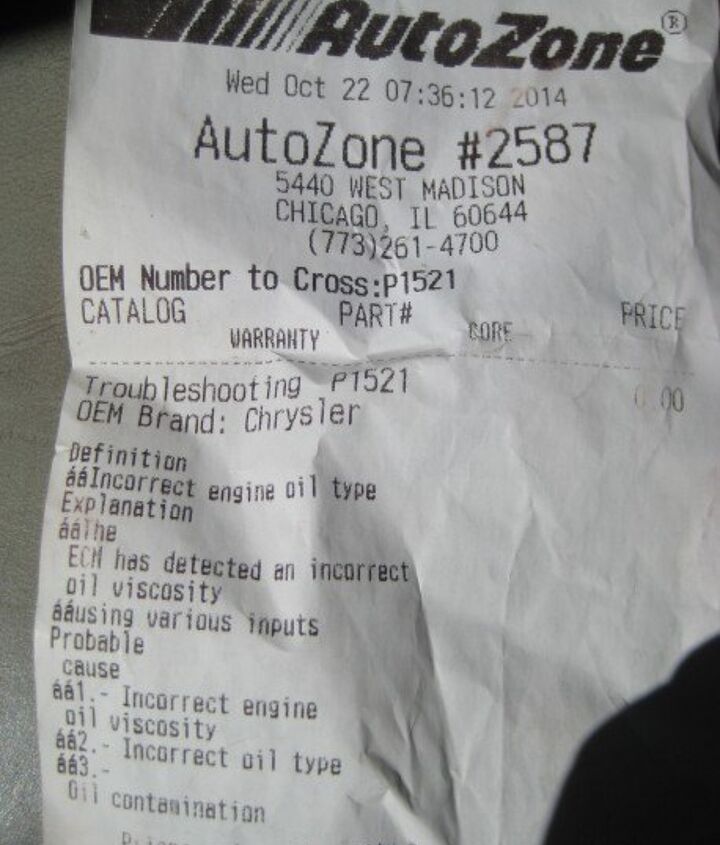 AutoZone®
Wed Oct 22 07:36:12 2014
AutoZone #2587
5440 WEST MADISON
CHICAGO, IL 60644
(773)261-4700
OEM Number to Cross:P1521
CATALOG PART# PRICE
WARRANTY CORE
Troubleshooting P1521 0.00
OEM Brand: Chrysler
Definition
ááIncorrect engine oil type
Explanation
ááThe
ECM has detected an incorrect
oil viscosity
ááusing various inputs
Probable
cause
áá1.- Incorrect engine
oil viscosity
áá2.- Incorrect oil type
áá3.-
Oil contamination